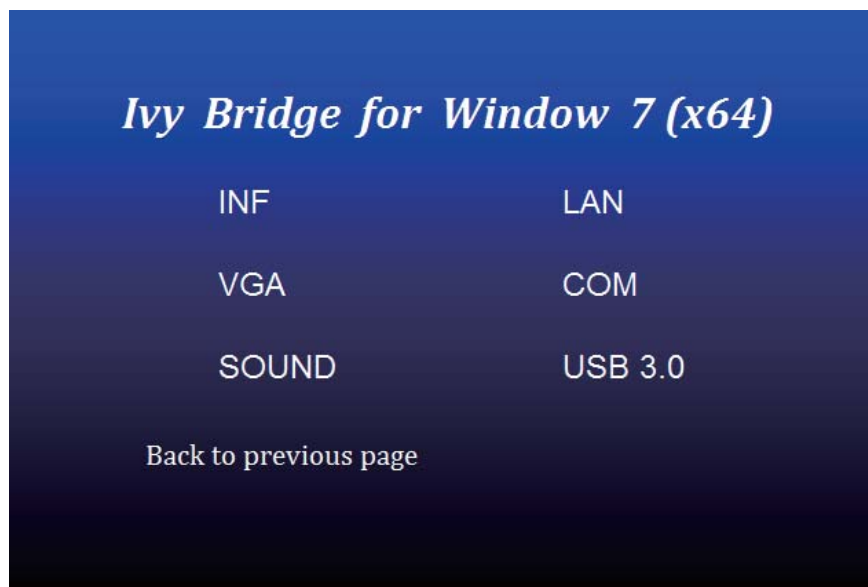 Ivy Bridge for Window 7 (x64)
INF LAN
VGA COM
SOUND USB 3.0
Back to previous page